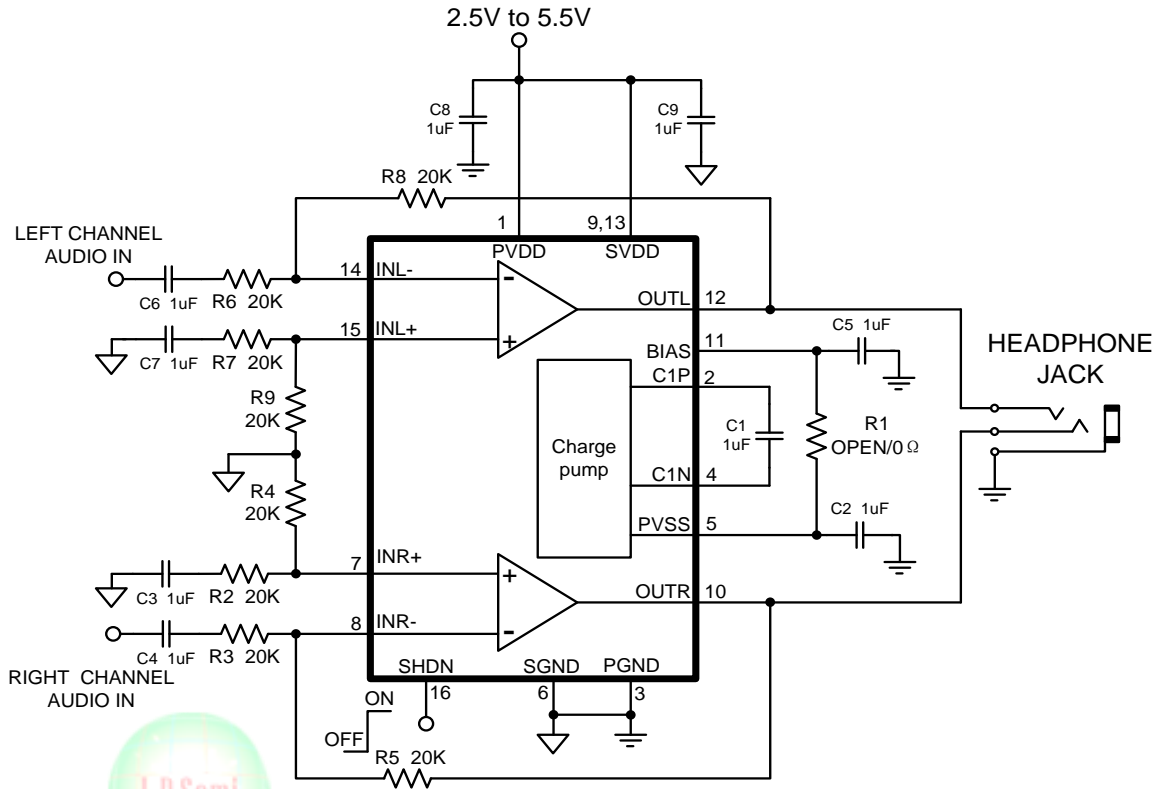 2.5V to 5.5V
C8
1uF
C9
1uF
R8 20K
1
9,13
PVDD
SVDD
LEFT CHANNEL
AUDIO IN
14
INL-
-
C6 1uF
R6 20K
OUTL
12
15
INL+
+
C7 1uF
R7 20K
BIAS
11
C5 1uF
HEADPHONE
JACK
C1P
2
R9
20K
C1
1uF
R1
OPEN/0 Ω
Charge
pump
R4
20K
C1N
4
PVSS
5
C2 1uF
7
INR+
+
C3 1uF
R2 20K
OUTR
10
8
INR-
-
C4 1uF
R3 20K
RIGHT CHANNEL
AUDIO IN
SHDN
SGND
PGND
16
6
3
ON
OFF
R5 20K
LDSemi